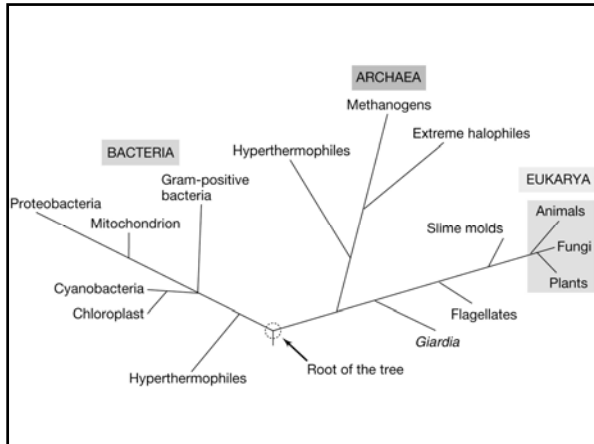 ARCHAEA
Methanogens
Extreme halophiles
Hyperthermophiles
BACTERIA
Gram-positive
bacteria
EUKARYA
Proteobacteria
Mitochondrion
Animals
Slime molds
Fungi
Cyanobacteria
Plants
Chloroplast
Flagellates
Giardia
Root of the tree
Hyperthermophiles